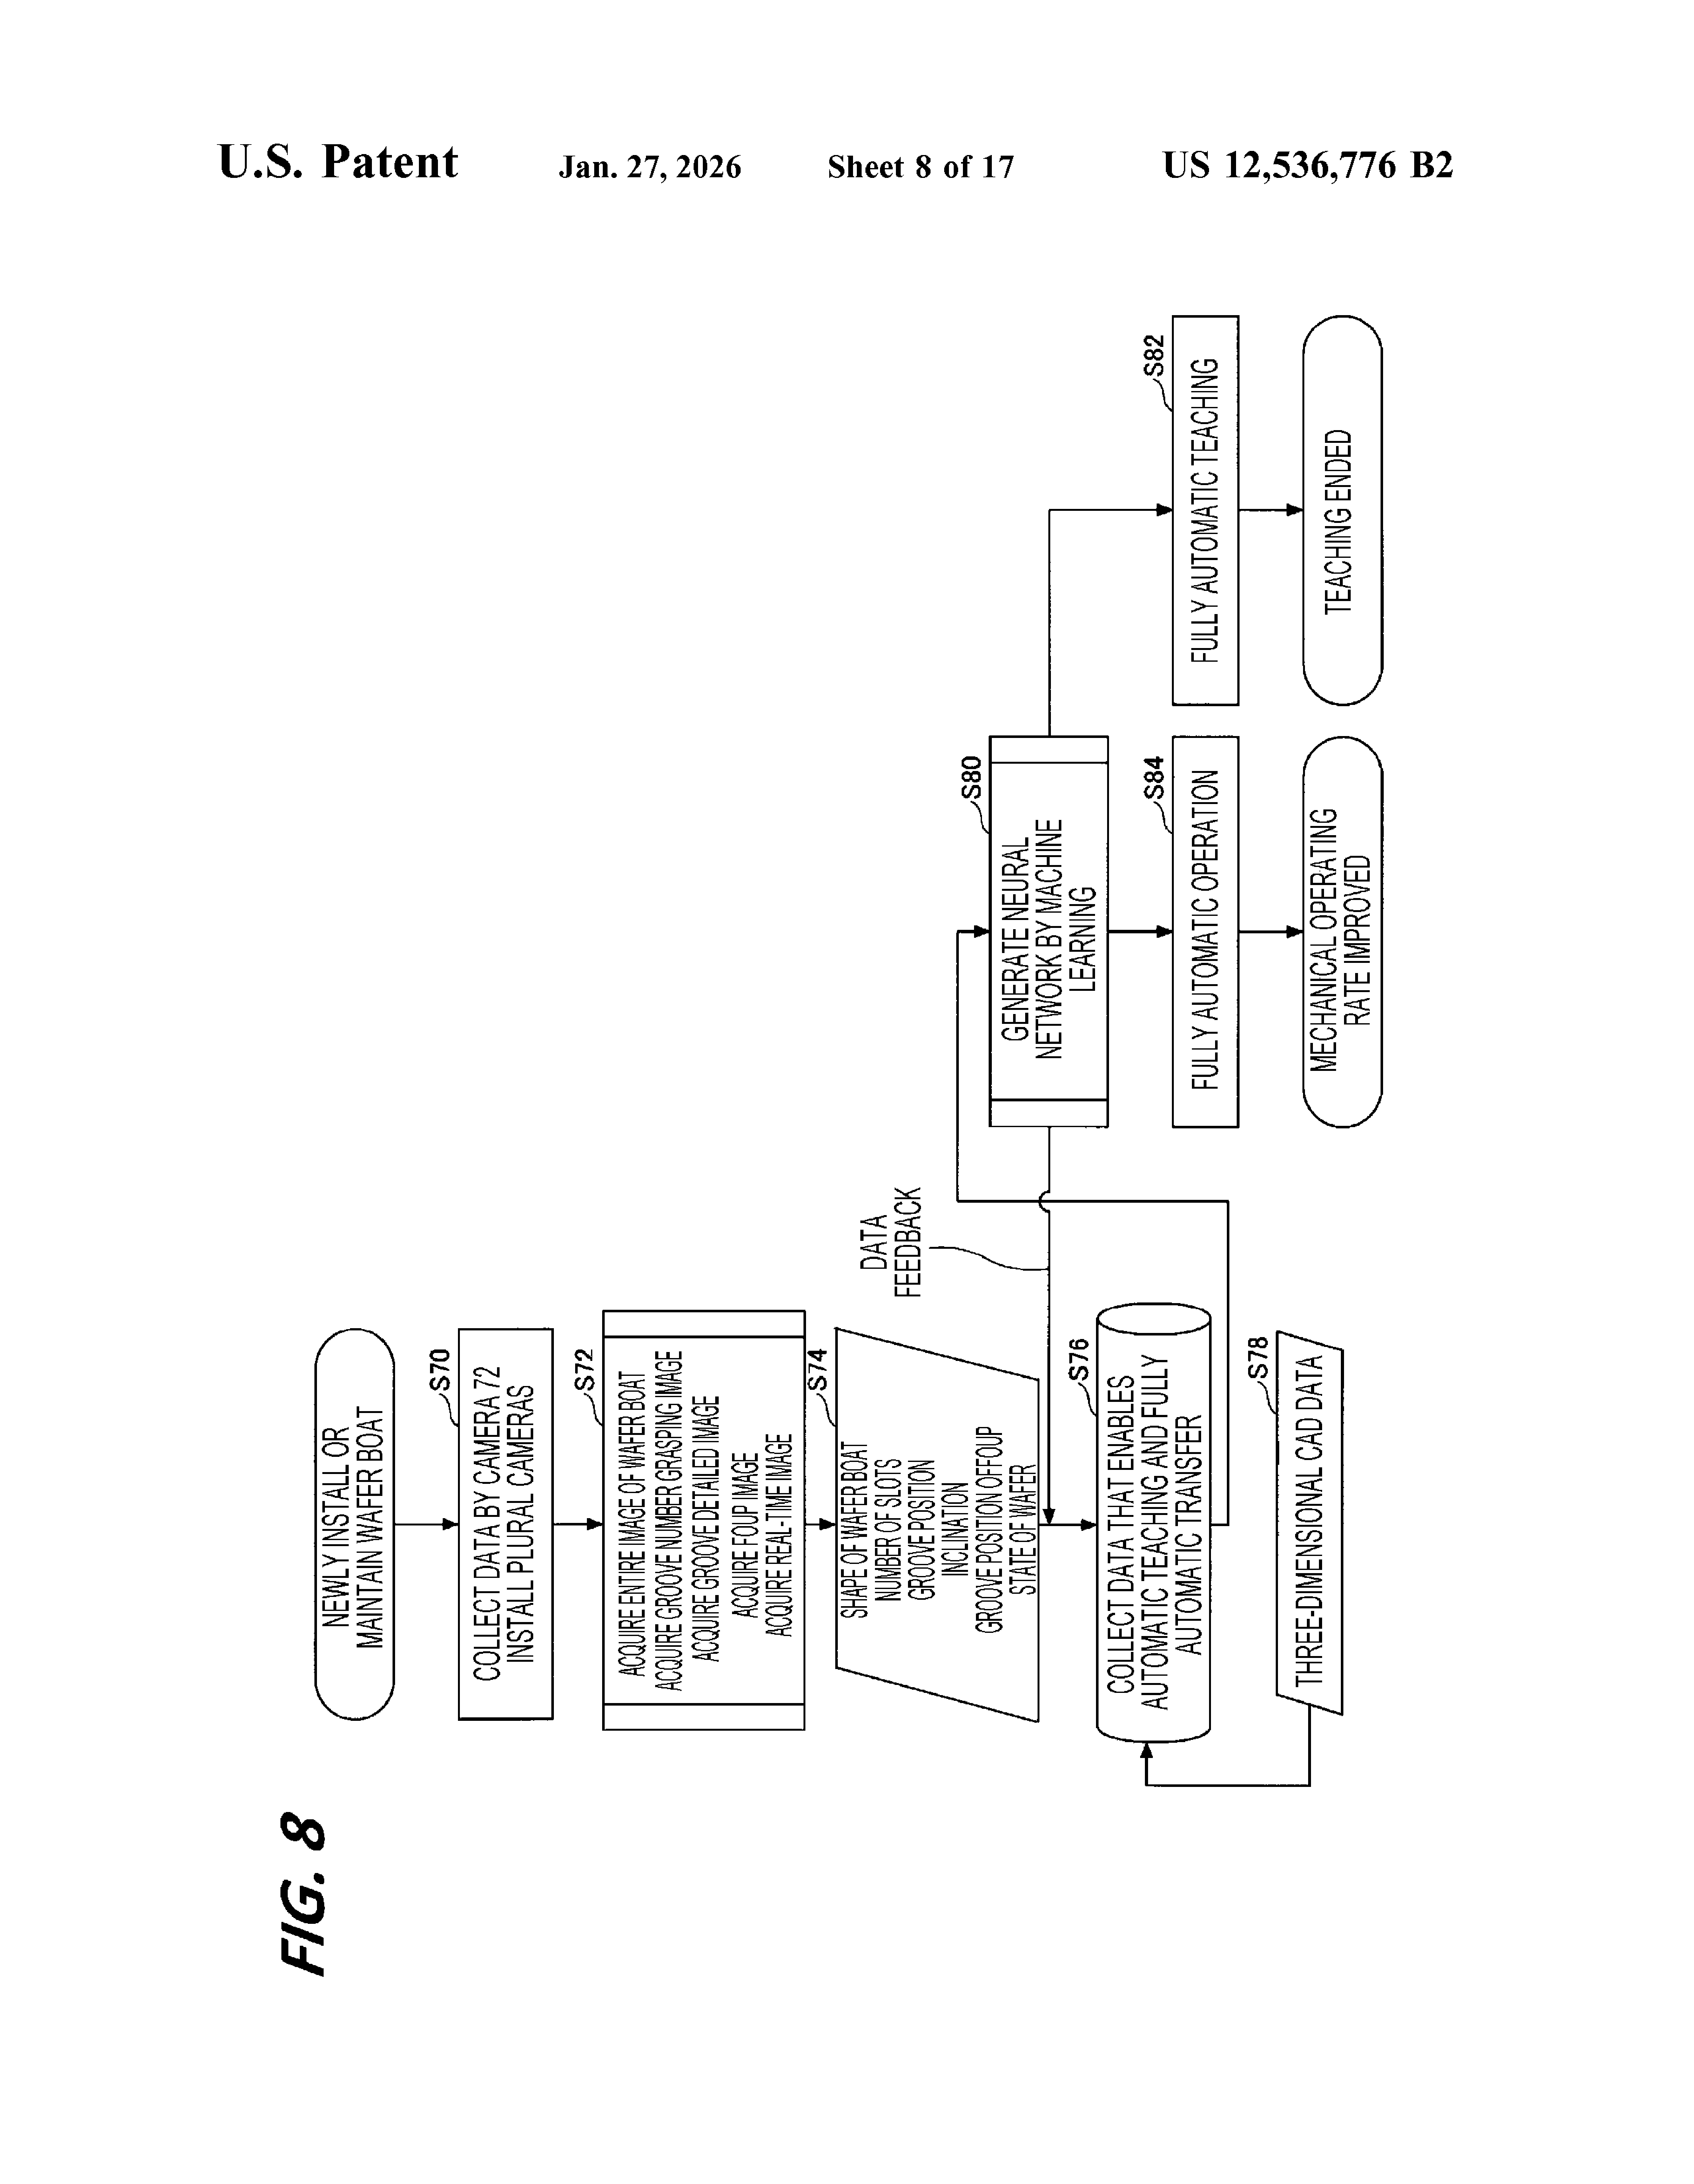 U.S. Patent Jan. 27, 2026 Sheet 8 of 17 US 12,536,776 B2
FIG. 8
NEWLY INSTALL OR
MAINTAIN WAFER BOAT
S70
COLLECT DATA BY CAMERA 72
INSTALL PLURAL CAMERAS
S72
ACQUIRE ENTIRE IMAGE OF WAFER BOAT
ACQUIRE GROOVE NUMBER GRASPING IMAGE
ACQUIRE GROOVE DETAILED IMAGE
ACQUIRE FOUP IMAGE
ACQUIRE REAL-TIME IMAGE
S74
SHAPE OF WAFER BOAT
NUMBER OF SLOTS
GROOVE POSITION
INCLINATION
GROOVE POSITION OFFOUP
STATE OF WAFER
DATA
FEEDBACK
S76
COLLECT DATA THAT ENABLES
AUTOMATIC TEACHING AND FULLY
AUTOMATIC TRANSFER
S78
THREE-DIMENSIONAL CAD DATA
S80
GENERATE NEURAL
NETWORK BY MACHINE
LEARNING
S84
FULLY AUTOMATIC OPERATION
MECHANICAL OPERATING
RATE IMPROVED
S82
FULLY AUTOMATIC TEACHING
TEACHING ENDED